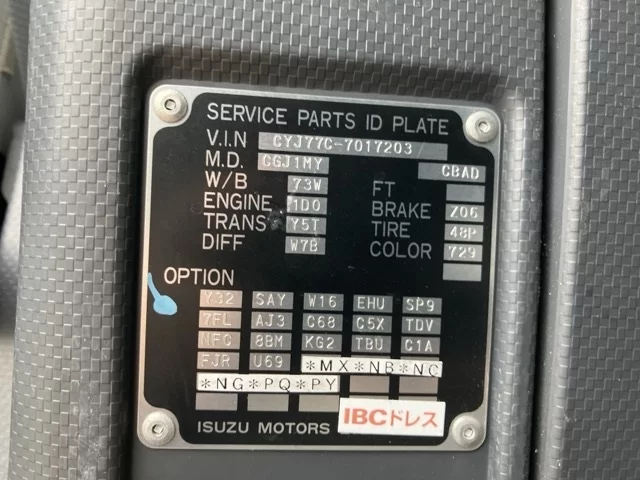 SERVICE PARTS ID PLATE
V.I.N CYJ77C-7017203
M.D. CGJ1MY CBAD
W/B 73W FT
ENGINE 1D0 BRAKE Z06
TRANS Y5T TIRE 48P
DIFF W7B COLOR 729
OPTION
Y32 SAY W16 EHU SP9
7FL AJ3 C68 C5X TDV
NFC 8BM KG2 TBU C1A
FJR U69 *MX*NB*NC
*NG*PQ*PY
ISUZU MOTORS IBCドレス